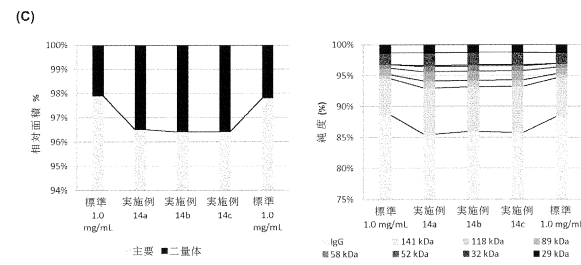 (C)
100%
99%
98%
97%
96%
95%
94%
相対面積 %
標準 1.0 mg/mL
実施例 14a
実施例 14b
実施例 14c
標準 1.0 mg/mL
主要 二量体
100%
95%
90%
85%
80%
75%
純度 (%)
標準 1.0 mg/mL
実施例 14a
実施例 14b
実施例 14c
標準 1.0 mg/mL
IgG 141 kDa 118 kDa 89 kDa
58 kDa 52 kDa 32 kDa 29 kDa